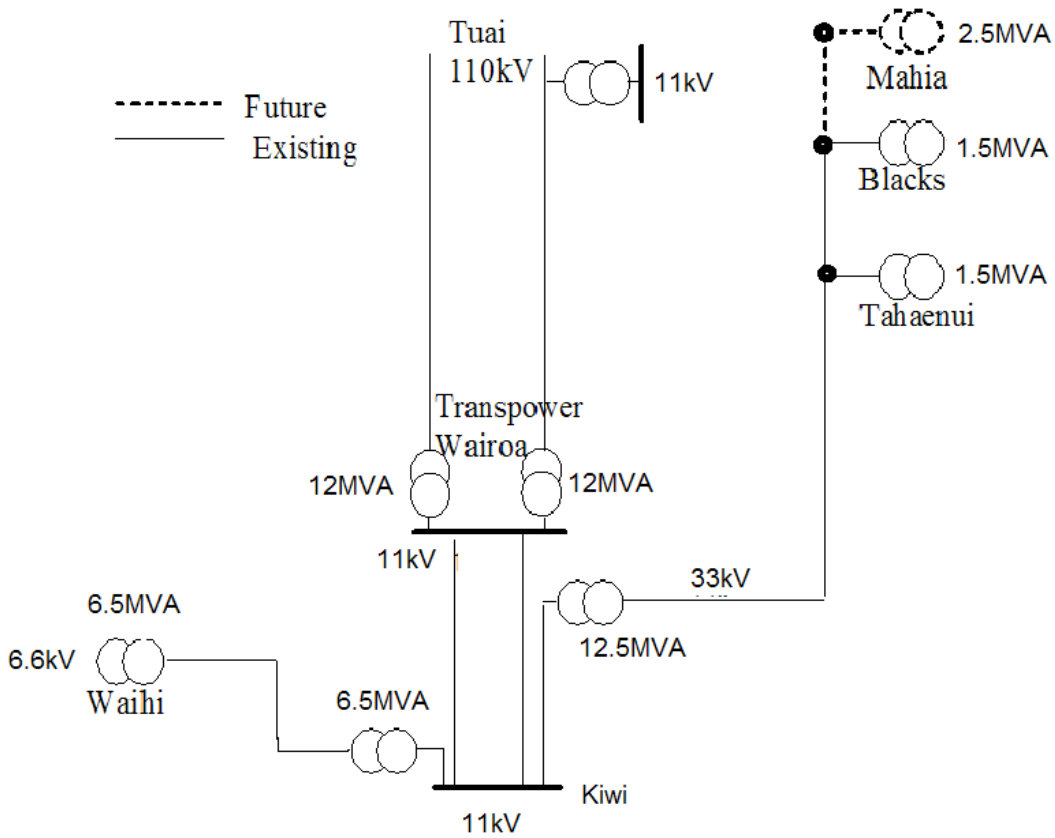 Tuai
110kV
11kV
2.5MVA
Mahia
Future
Existing
1.5MVA
Blacks
1.5MVA
Tahaenui
Transpower
Wairoa
12MVA
12MVA
11kV
33kV
12.5MVA
6.5MVA
6.6kV
Waihi
6.5MVA
Kiwi
11kV